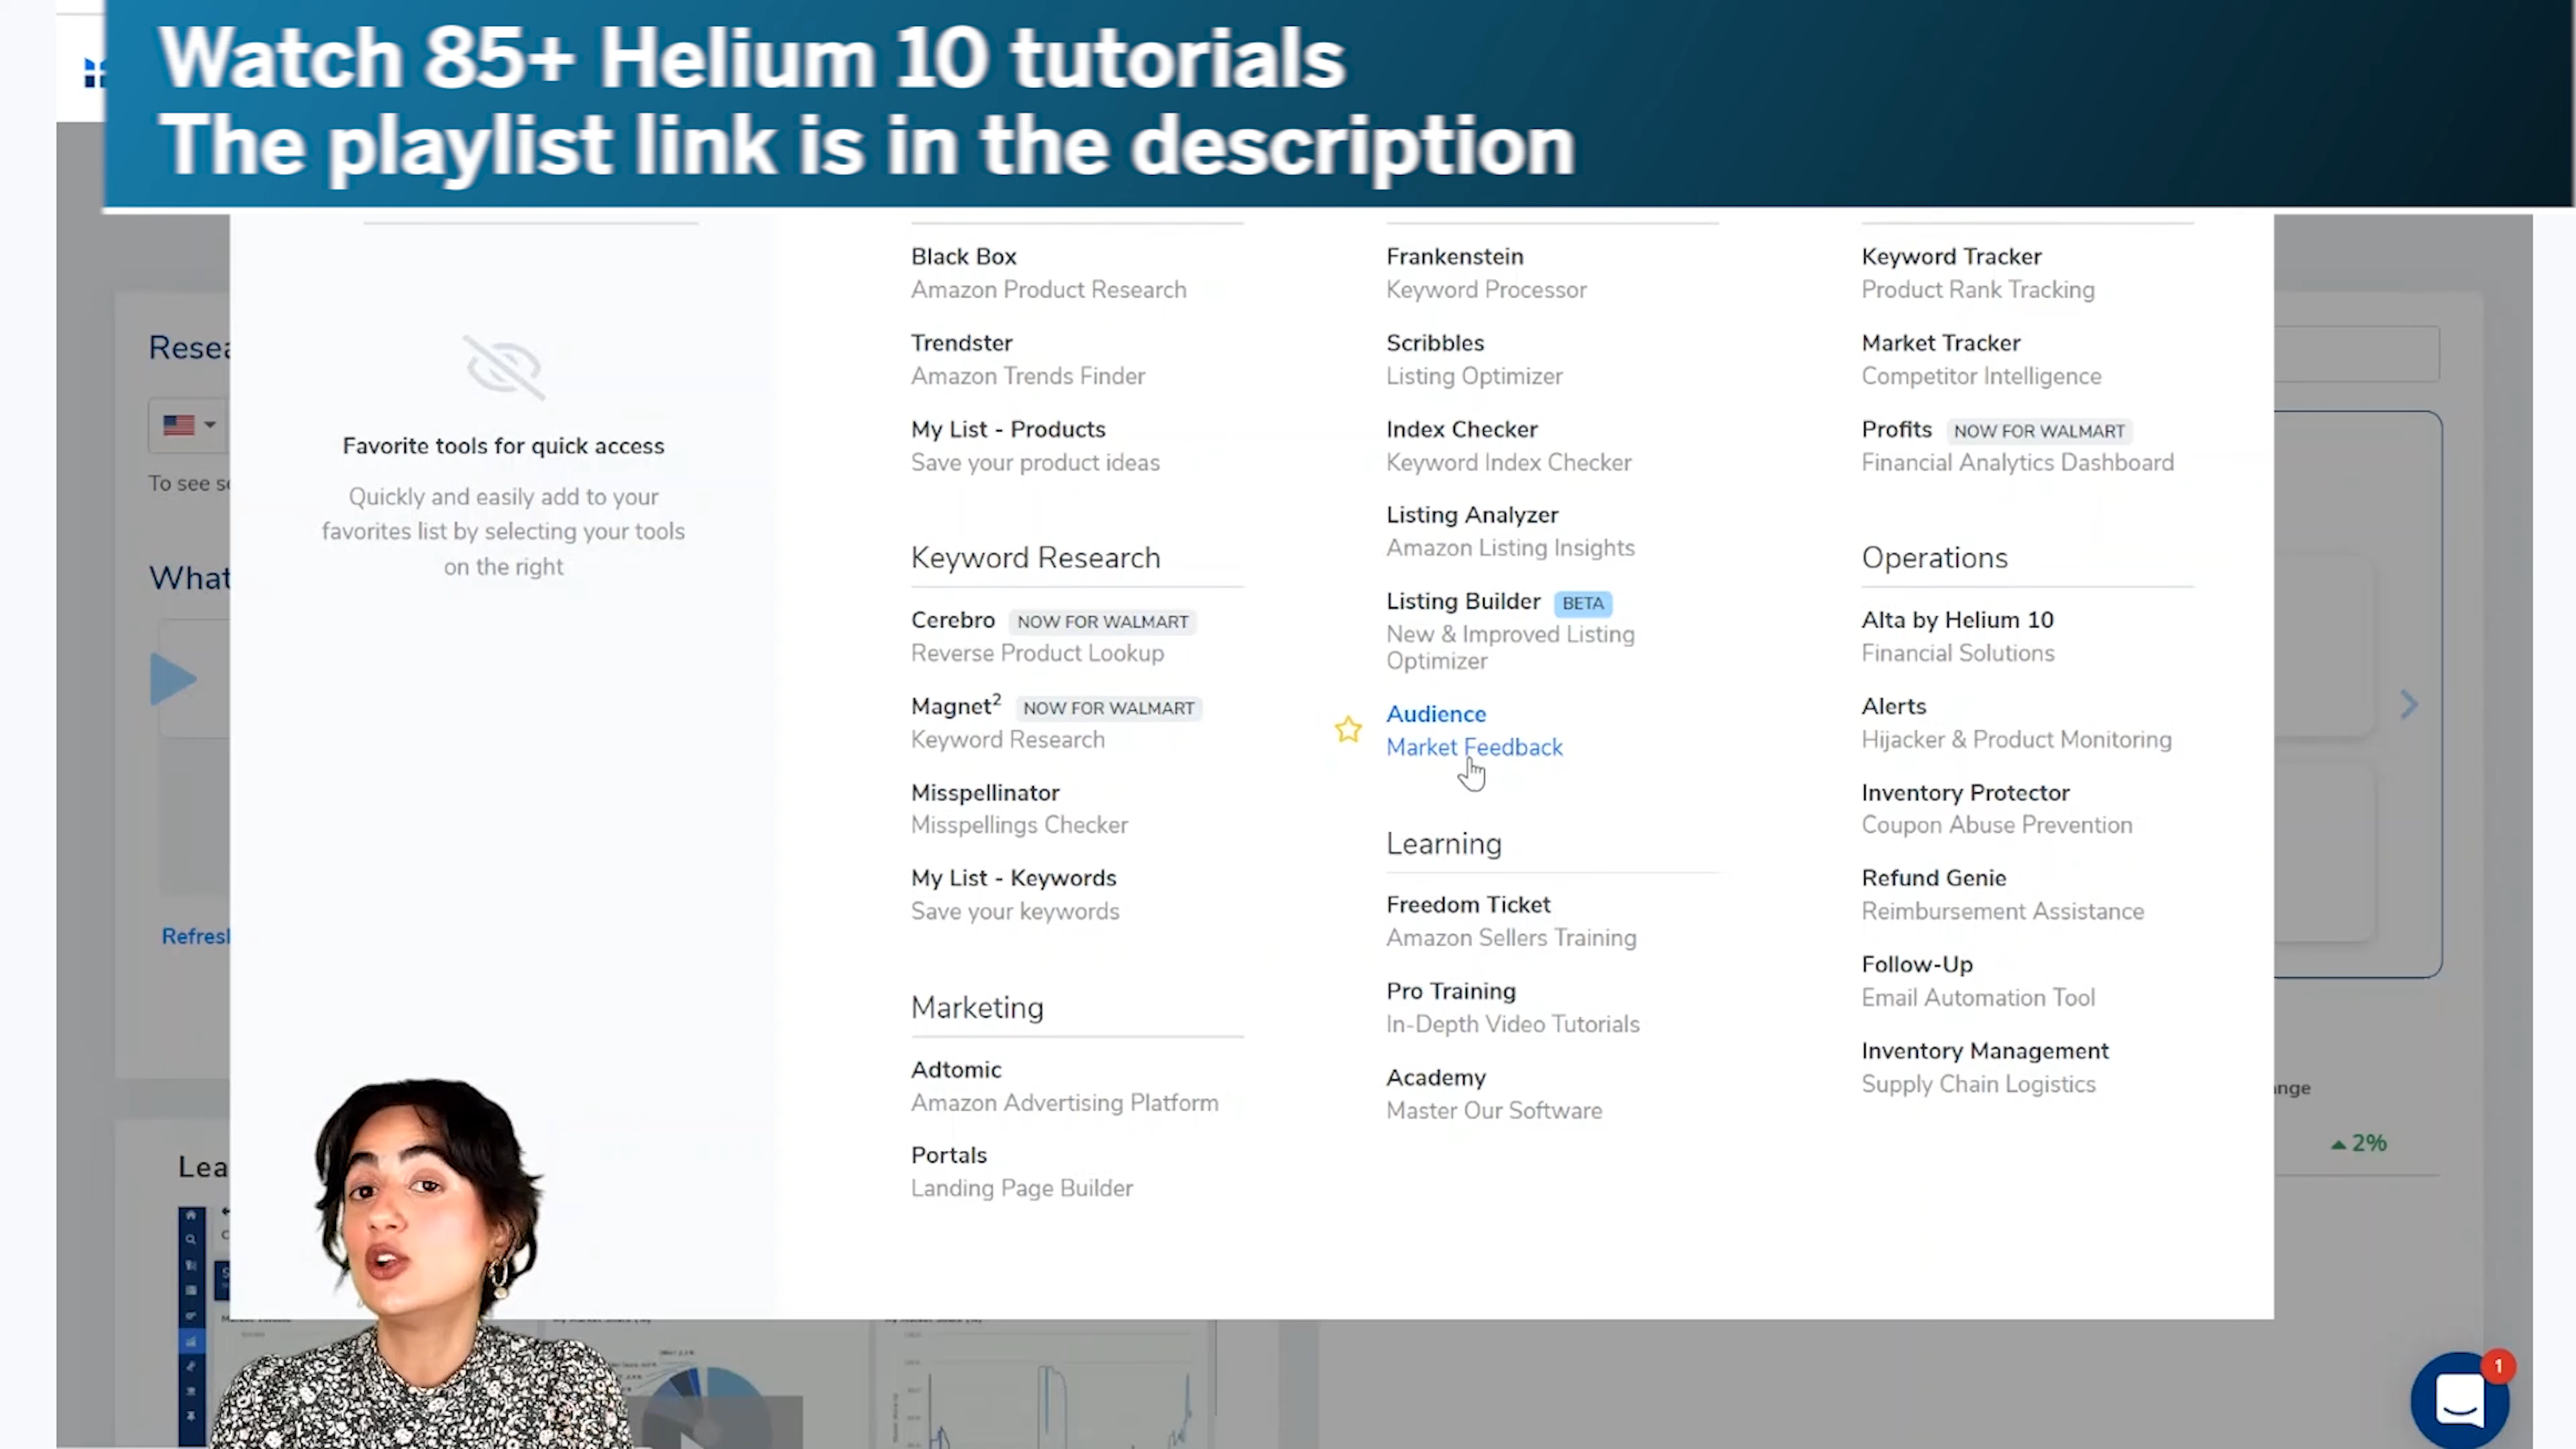 Watch 85+ Helium 10 tutorials
The playlist link is in the description
To see
What
Favorite tools for quick access
Quickly and easily add to your
favorites list by selecting your tools
on the right
Black Box
Amazon Product Research
Trendster
Amazon Trends Finder
My List - Products
Save your product ideas
Keyword Research
Cerebro NOW FOR WALMART
Reverse Product Lookup
Magnet² NOW FOR WALMART
Keyword Research
Misspellinator
Misspellings Checker
My List - Keywords
Save your keywords
Marketing
Adtomic
Amazon Advertising Platform
Portals
Landing Page Builder
Frankenstein
Keyword Processor
Scribbles
Listing Optimizer
Index Checker
Keyword Index Checker
Listing Analyzer
Amazon Listing Insights
Listing Builder BETA
New & Improved Listing
Optimizer
Audience
Market Feedback
Learning
Freedom Ticket
Amazon Sellers Training
Pro Training
In-Depth Video Tutorials
Academy
Master Our Software
Keyword Tracker
Product Rank Tracking
Market Tracker
Competitor Intelligence
Profits NOW FOR WALMART
Financial Analytics Dashboard
Operations
Alta by Helium 10
Financial Solutions
Alerts
Hijacker & Product Monitoring
Inventory Protector
Coupon Abuse Prevention
Refund Genie
Reimbursement Assistance
Follow-Up
Email Automation Tool
Inventory Management
Supply Chain Logistics
2%
1